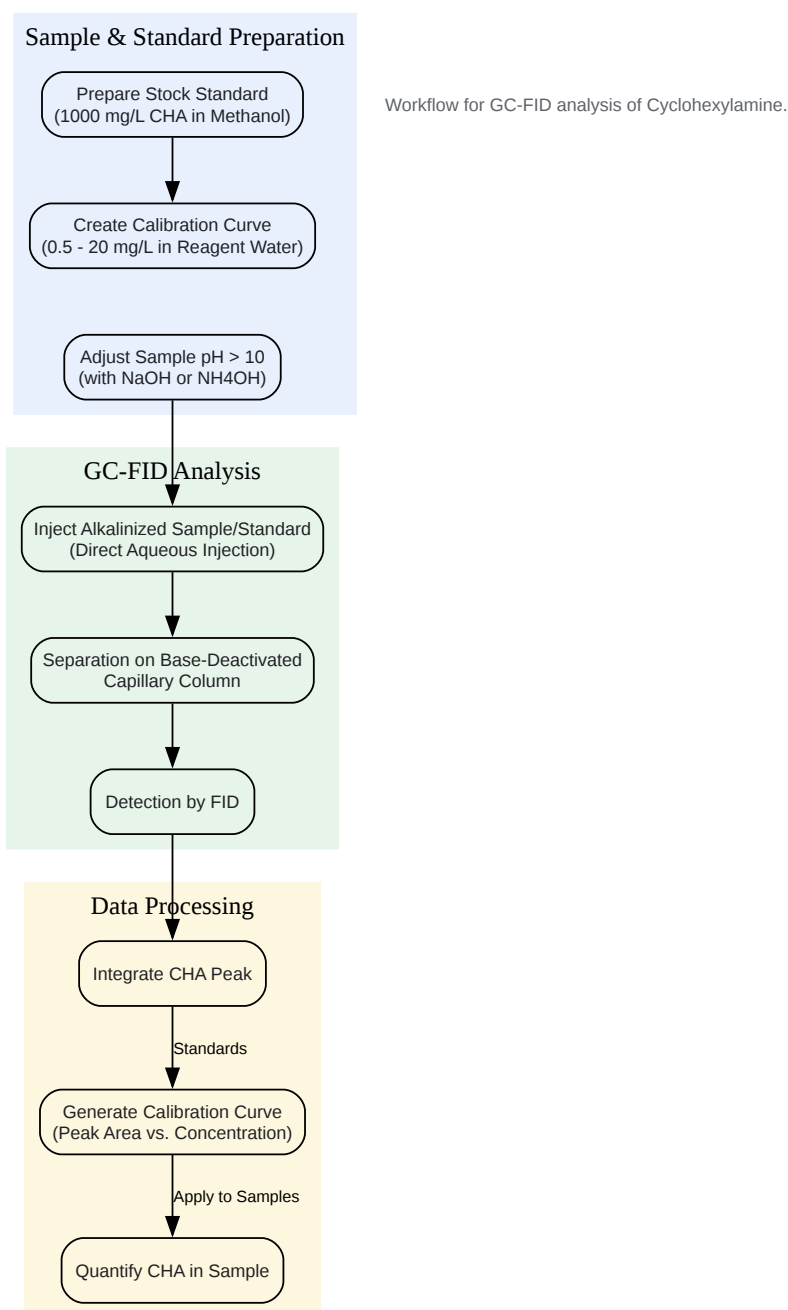 Sample & Standard Preparation
Prepare Stock Standard
(1000 mg/L CHA in Methanol)
Workflow for GC-FID analysis of Cyclohexylamine.
Create Calibration Curve
(0.5 - 20 mg/L in Reagent Water)
Adjust Sample pH > 10
(with NaOH or NH4OH)
GC-FID Analysis
Inject Alkalinized Sample/Standard
(Direct Aqueous Injection)
Separation on Base-Deactivated
Capillary Column
Detection by FID
Data Processing
Integrate CHA Peak
Standards
Generate Calibration Curve
(Peak Area vs. Concentration)
Apply to Samples
Quantify CHA in Sample